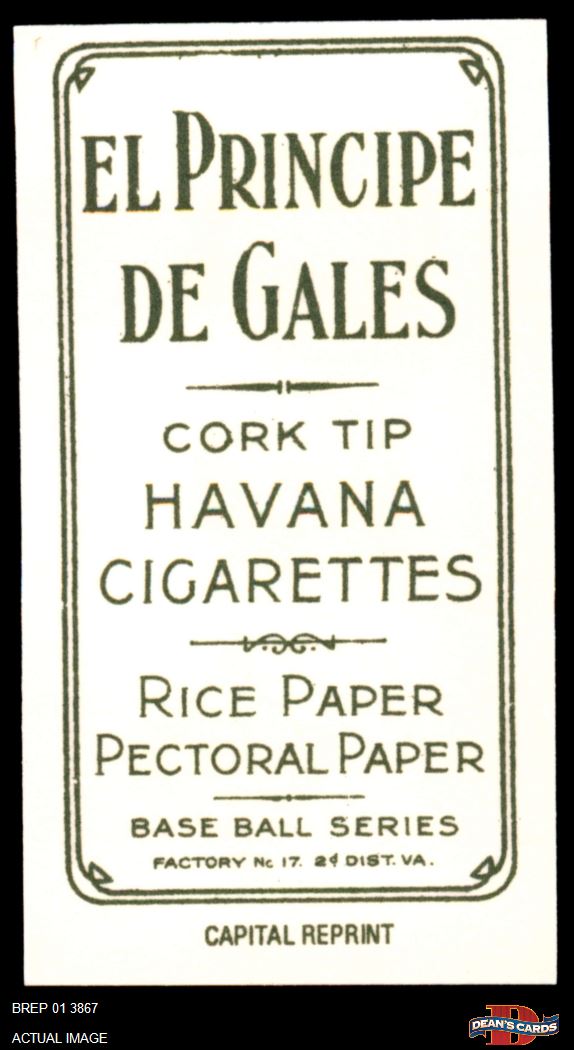 EL PRINCIPE
DE GALES
CORK TIP
HAVANA
CIGARETTES
RICE PAPER
PECTORAL PAPER
BASE BALL SERIES
FACTORY No 17. 2d DIST. VA.
CAPITAL REPRINT
BREP 01 3867
ACTUAL IMAGE
D
DEAN'S CARDS